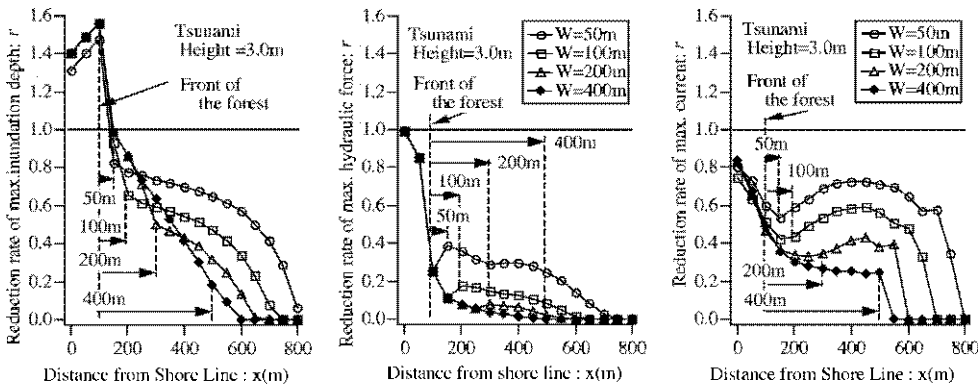 Reduction rate of max.inundation depth: r
1.6
1.4
1.2
1.0
0.8
0.6
0.4
0.2
0.0
Tsunami
Height =3.0m
Front of
the forest
50m
100m
200m
400m
0 200 400 600 800
Distance from Shore Line : x(m)
Reduction rate of max. hydraulic force: r
1.6
1.4
1.2
1.0
0.8
0.6
0.4
0.2
0.0
Tsunami
Height=3.0m
W=50m
W=100m
W=200m
W=400m
Front of
the forest
400m
200m
100m
50m
0 200 400 600 800
Distance from shore line : x(m)
Reduction rate of max. current: r
1.6
1.4
1.2
1.0
0.8
0.6
0.4
0.2
0.0
Tsunami
Height=3.0m
W=50m
W=100m
W=200m
W=400m
Front of
the forest
50m
100m
200m
400m
0 200 400 600 800
Distance from Shore Line : x(m)